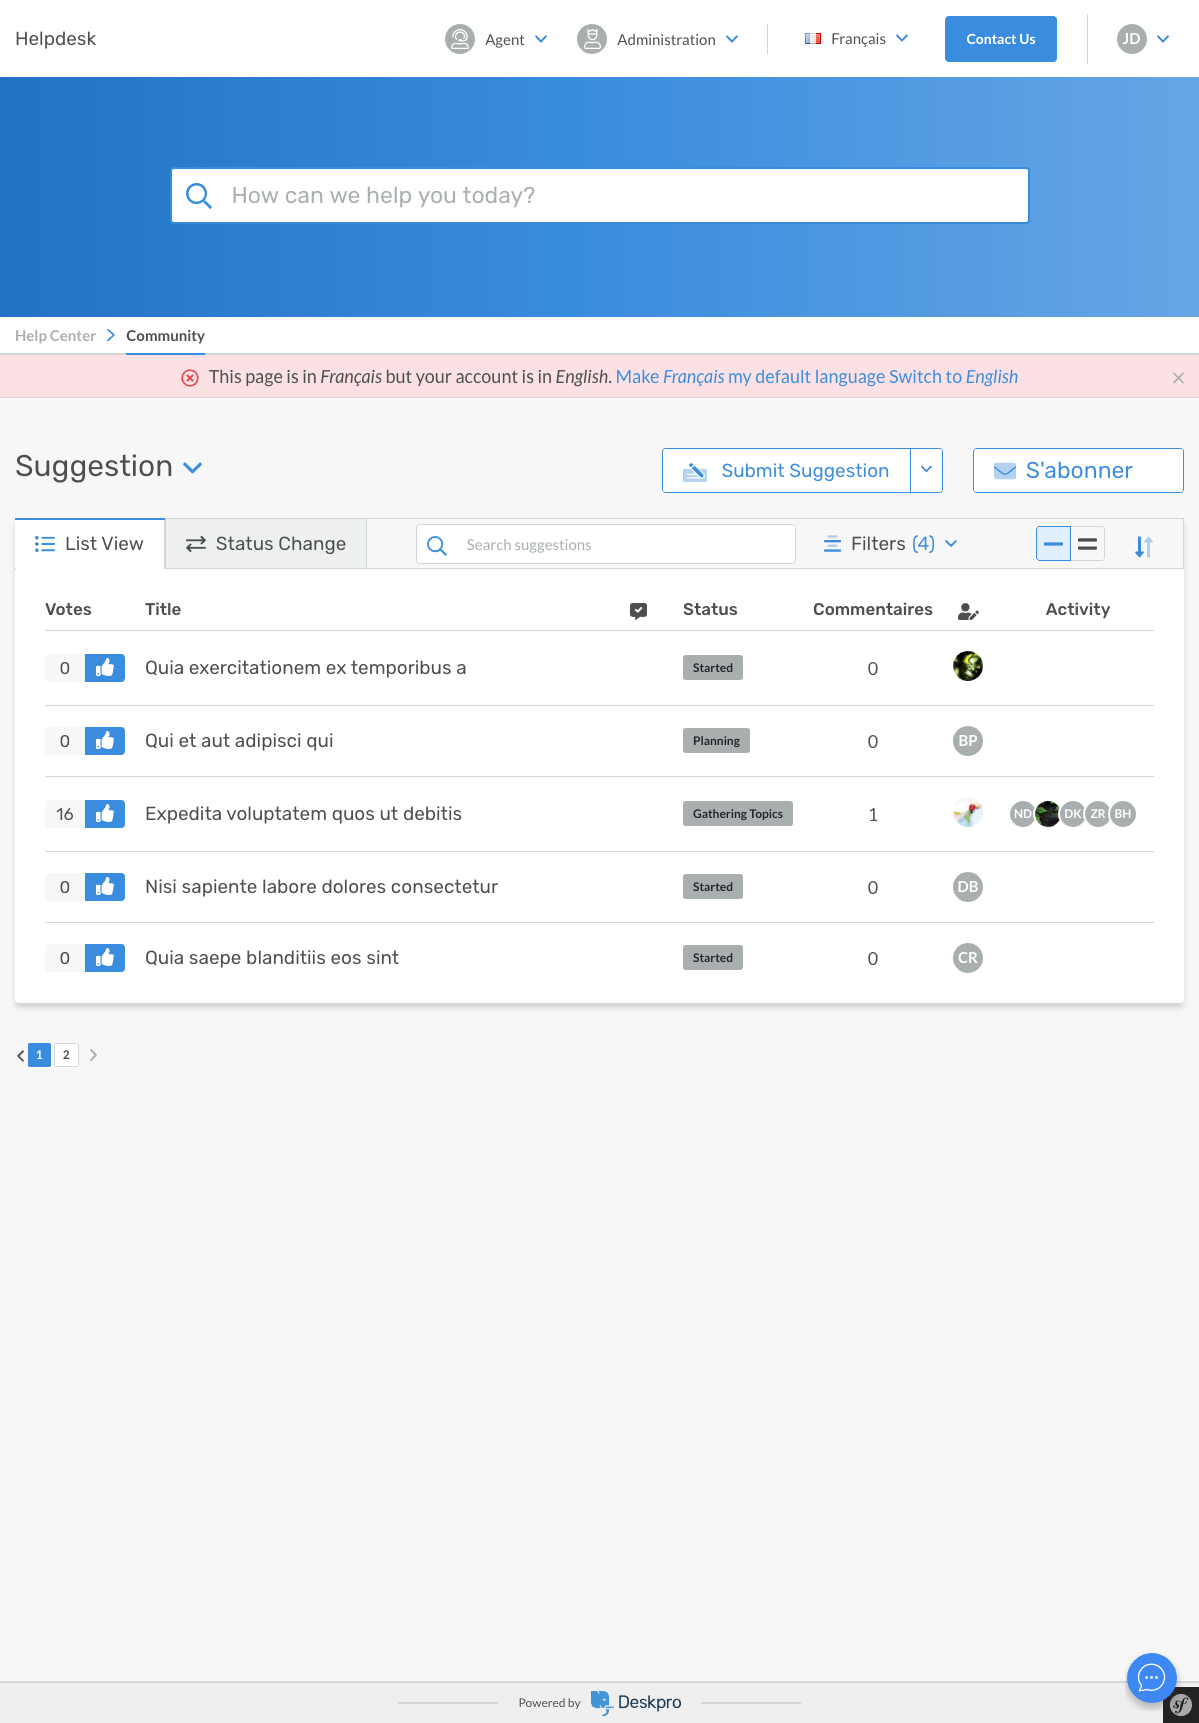 Helpdesk
Agent
Administration
Français
Contact Us
JD
How can we help you today?
Help Center
Community
This page is in Français but your account is in English. Make Français my default language Switch to English
Suggestion
Submit Suggestion
S'abonner
List View
Status Change
Search suggestions
Filters (4)
Votes Title Status Commentaires Activity
0 Quia exercitationem ex temporibus a Started 0
0 Qui et aut adipisci qui Planning 0 BP
16 Expedita voluptatem quos ut debitis Gathering Topics 1 ND DK ZR BH
0 Nisi sapiente labore dolores consectetur Started 0 DB
0 Quia saepe blanditiis eos sint Started 0 CR
1 2
Powered by Deskpro
sf